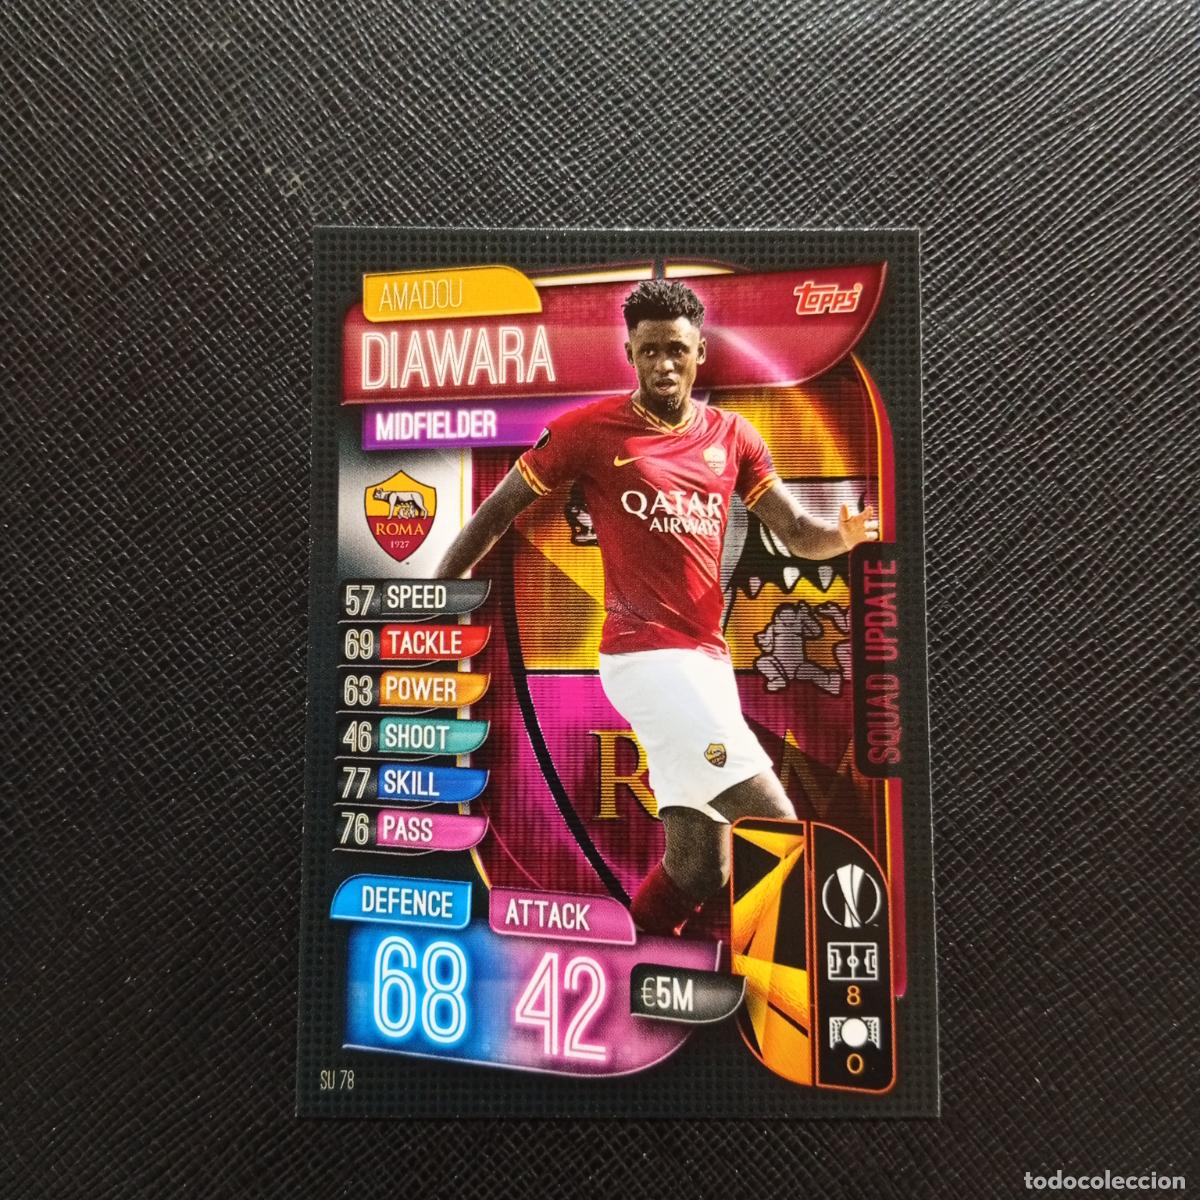 AMADOU
Topps
DIAWARA
MIDFIELDER
ROMA
1927
QATAR
AIRWAYS
57 SPEED
69 TACKLE
63 POWER
46 SHOOT
77 SKILL
76 PASS
SQUAD UPDATE
DEFENCE
68
ATTACK
42
€5M
8
0
SU 78
todocoleccion